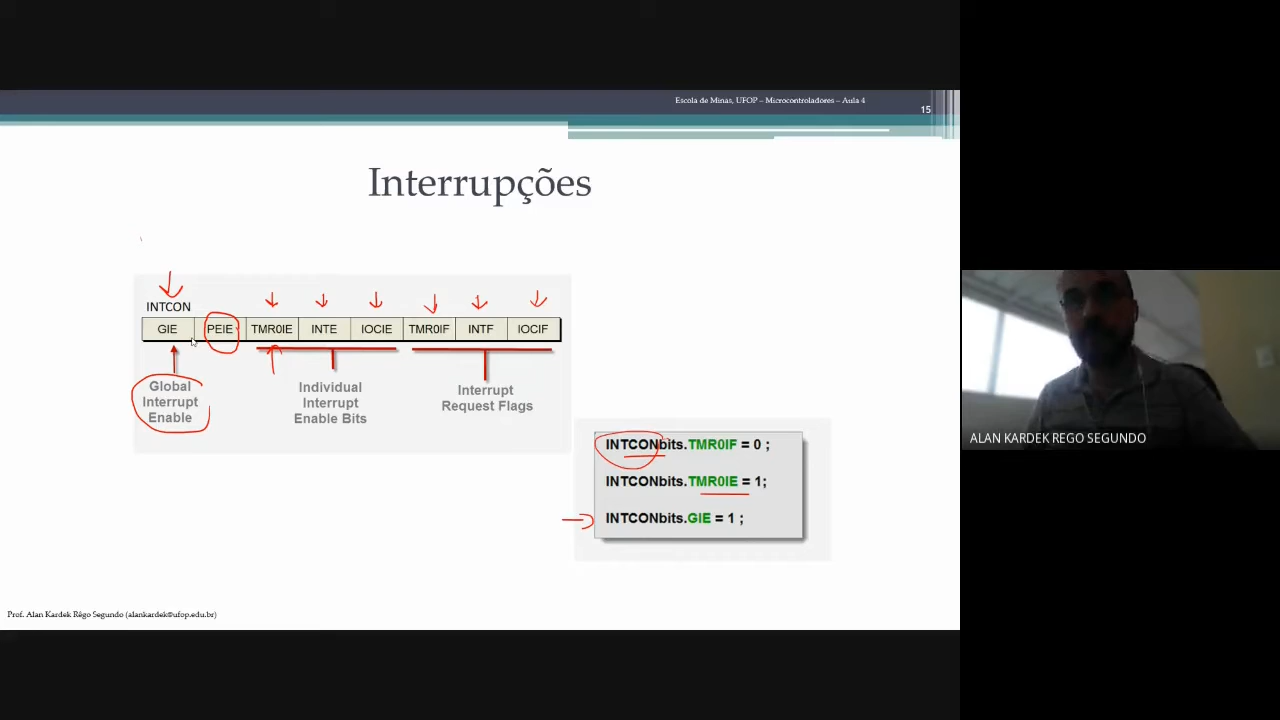 Escola de Minas, UFOP – Microcontroladores – Aula 4
15
Interrupções
INTCON
GIE PEIE TMR0IE INTE IOCIE TMR0IF INTF IOCIF
Global
Interrupt
Enable
Individual
Interrupt
Enable Bits
Interrupt
Request Flags
INTCONbits.TMR0IF = 0 ;
INTCONbits.TMR0IE = 1;
INTCONbits.GIE = 1 ;
ALAN KARDEK REGO SEGUNDO
Prof. Alan Kardek Rêgo Segundo (alankardek@ufop.edu.br)